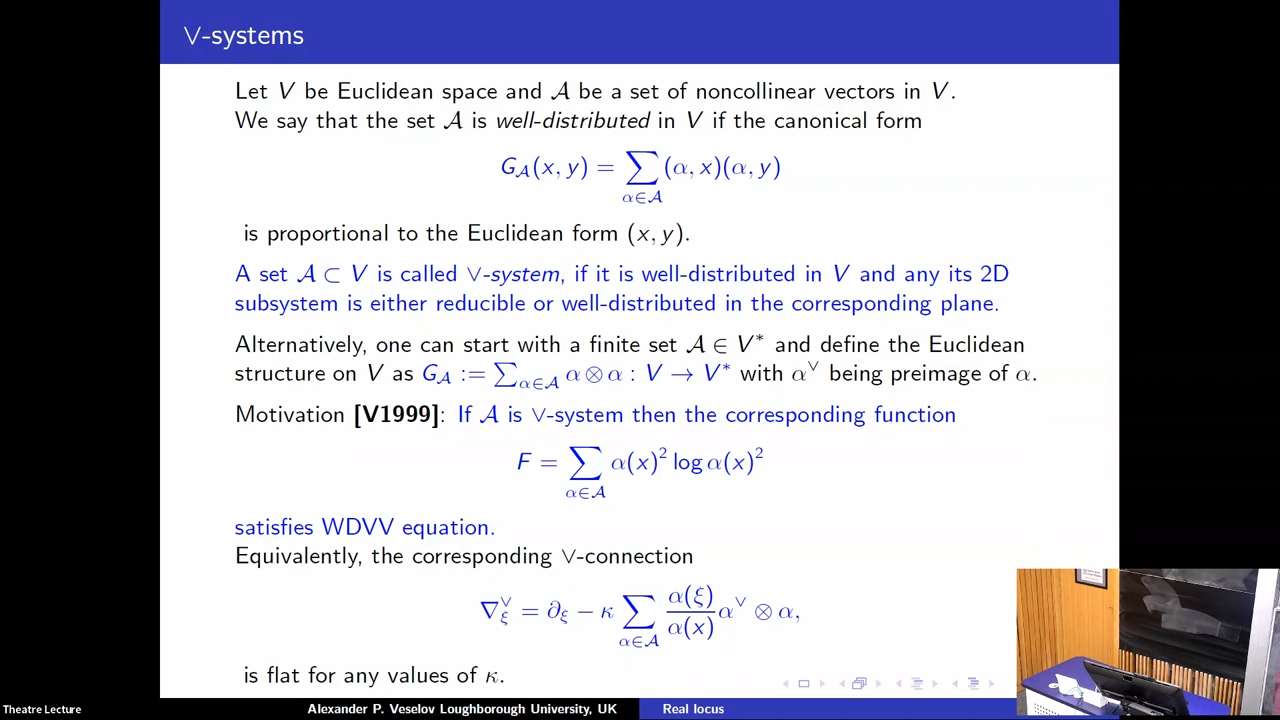 ∨-systems
Let V be Euclidean space and 𝒜 be a set of noncollinear vectors in V.
We say that the set 𝒜 is well-distributed in V if the canonical form
G_𝒜(x, y) = ∑_{α∈𝒜} (α, x)(α, y)
is proportional to the Euclidean form (x, y).
A set 𝒜 ⊂ V is called ∨-system, if it is well-distributed in V and any its 2D
subsystem is either reducible or well-distributed in the corresponding plane.
Alternatively, one can start with a finite set 𝒜 ∈ V* and define the Euclidean
structure on V as G_𝒜 := ∑_{α∈𝒜} α ⊗ α : V → V* with α^∨ being preimage of α.
Motivation [V1999]: If 𝒜 is ∨-system then the corresponding function
F = ∑_{α∈𝒜} α(x)² log α(x)²
satisfies WDVV equation.
Equivalently, the corresponding ∨-connection
∇^∨_ξ = ∂_ξ − κ ∑_{α∈𝒜} α(ξ)/α(x) α^∨ ⊗ α,
is flat for any values of κ.
Theatre Lecture
Alexander P. Veselov Loughborough University, UK
Real locus